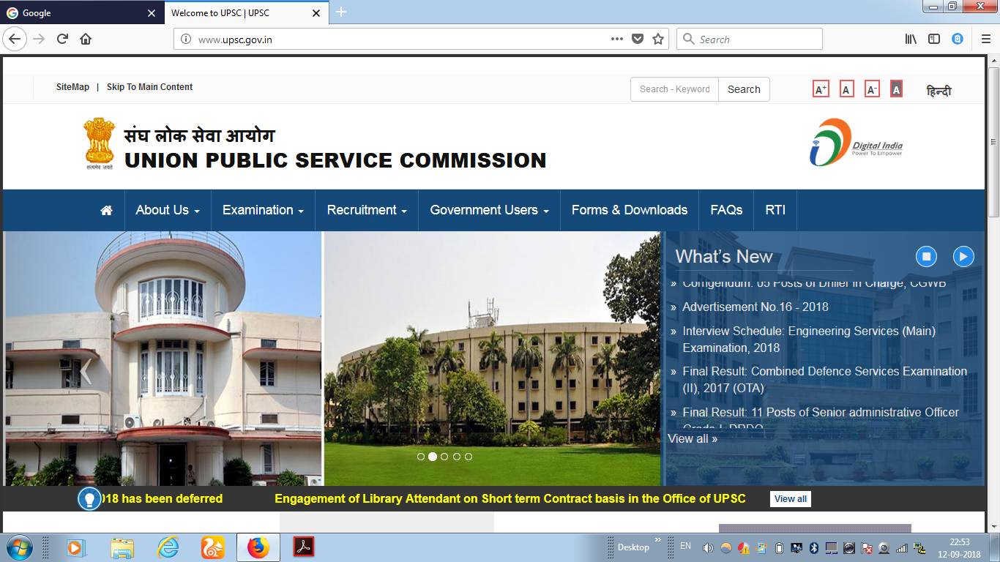 Google
Welcome to UPSC | UPSC
www.upsc.gov.in
Search
SiteMap | Skip To Main Content
Search - Keyword
Search
A+ A A- A
हिन्दी
सत्यमेव जयते
संघ लोक सेवा आयोग
UNION PUBLIC SERVICE COMMISSION
Digital India
Power To Empower
About Us
Examination
Recruitment
Government Users
Forms & Downloads
FAQs
RTI
What's New
» Corrigendum: 05 Posts of Driller in Charge, CGWB
» Advertisement No.16 - 2018
» Interview Schedule: Engineering Services (Main)
Examination, 2018
» Final Result: Combined Defence Services Examination
(II), 2017 (OTA)
» Final Result: 11 Posts of Senior administrative Officer
Grade I, DRDO
View all »
018 has been deferred
Engagement of Library Attendant on Short term Contract basis in the Office of UPSC
View all
Desktop »
EN
22:53
12-09-2018